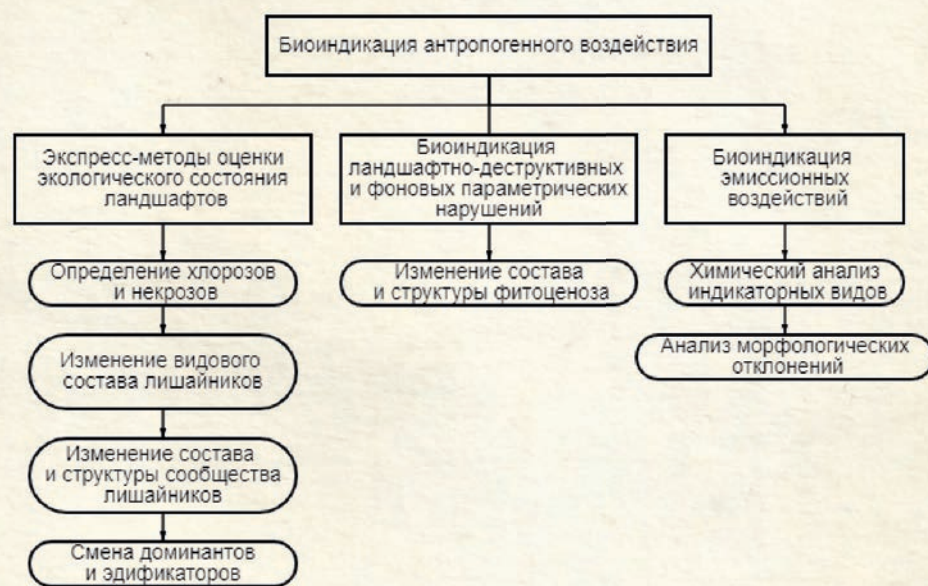 Биоиндикация антропогенного воздействия
Экспресс-методы оценки
экологического состояния
ландшафтов
Определение хлорозов
и некрозов
Изменение видового
состава лишайников
Изменение состава
и структуры сообщества
лишайников
Смена доминантов
и эдификаторов
Биоиндикация
ландшафтно-деструктивных
и фоновых параметрических
нарушений
Изменение состава
и структуры фитоценоза
Биоиндикация
эмиссионных
воздействий
Химический анализ
индикаторных видов
Анализ морфологических
отклонений